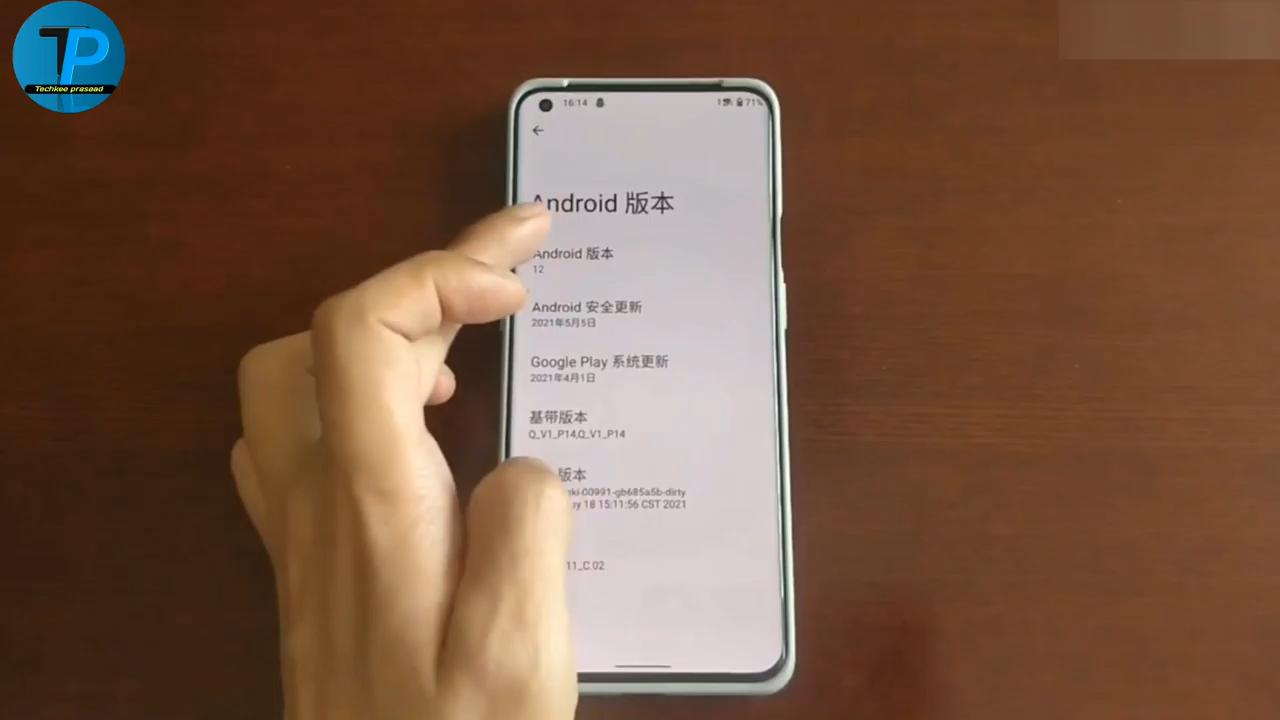 TP
Techkee prasaad
16:14
71%
Android 版本
Android 版本
12
Android 安全更新
2021年5月5日
Google Play 系统更新
2021年4月1日
基带版本
Q_V1_P14,Q_V1_P14
版本
-00991-gb685a5b-dirty
18 15:11:56 CST 2021
11_C.02